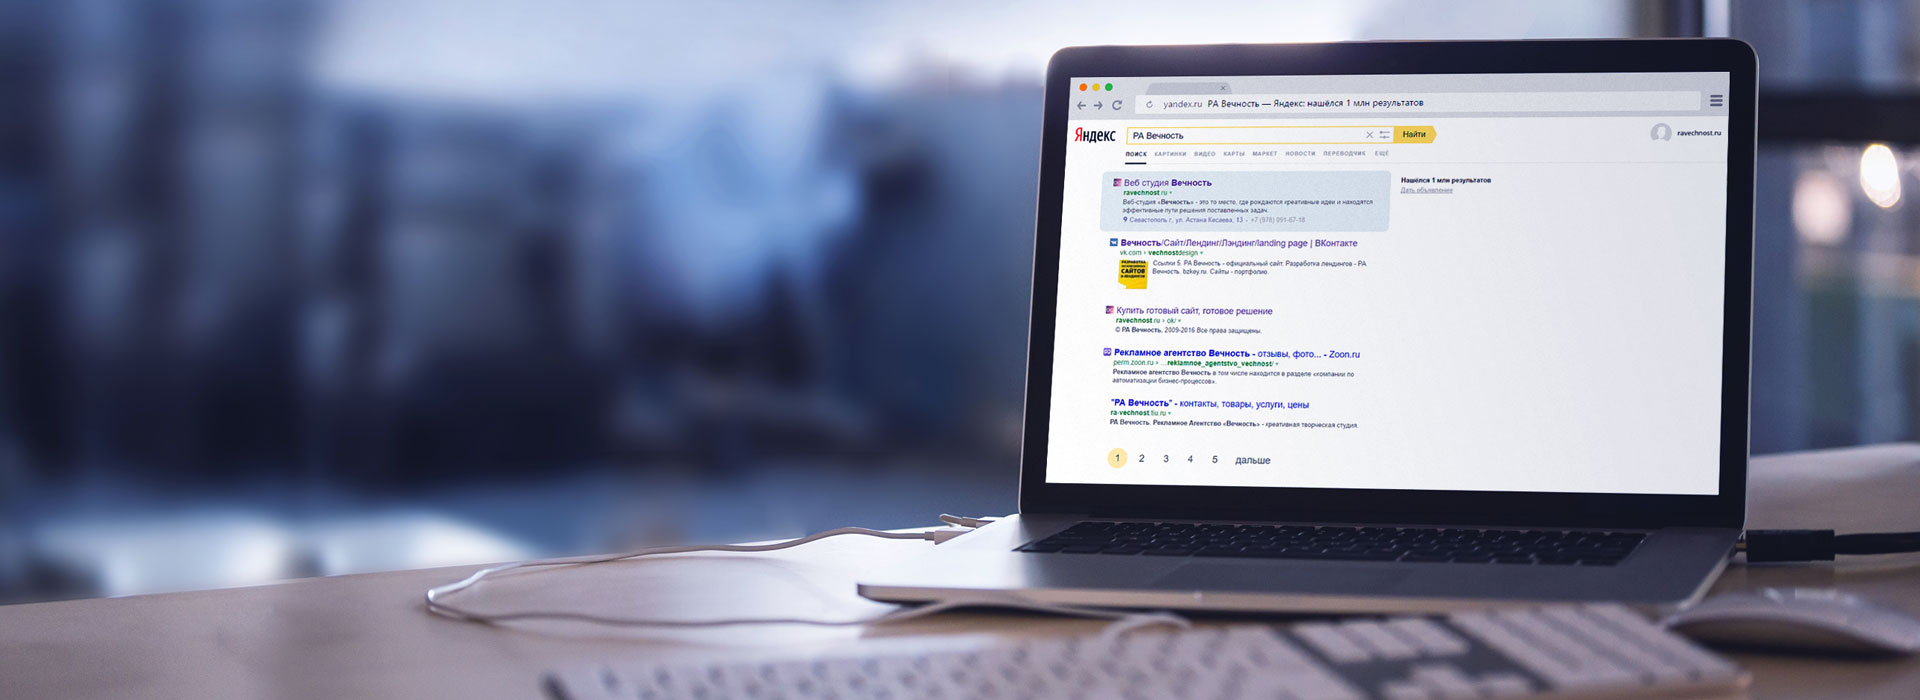 yandex.ru РА Вечность — Яндекс: нашёлся 1 млн результатов
Яндекс
РА Вечность
Найти
ravechnost.ru
ПОИСК КАРТИНКИ ВИДЕО КАРТЫ МАРКЕТ НОВОСТИ ПЕРЕВОДЧИК ЕЩЁ
Веб студия Вечность
ravechnost.ru
Веб-студия «Вечность» - это то место, где рождаются креативные идеи и находятся
эффективные пути решения поставленных задач.
Севастополь г., ул. Астана Кесаева, 13 - +7 (978) 091-67-18
Нашёлся 1 млн результатов
Дать объявление
Вечность/Сайт/Лендинг/Лэндинг/landing page | ВКонтакте
vk.com › vechnostdesign
РАЗРАБОТКА
САЙТОВ
И ЛЕНДИНГОВ
Ссылки 5. РА Вечность - официальный сайт. Разработка лендингов - РА
Вечность. bzkey.ru. Сайты - портфолио.
Купить готовый сайт, готовое решение
ravechnost.ru › ok/
© РА Вечность, 2009-2016 Все права защищены.
Рекламное агентство Вечность - отзывы, фото... - Zoon.ru
perm.zoon.ru › ...reklamnoe_agentstvo_vechnost/
Рекламное агентство Вечность в том числе находится в разделе «компании по
автоматизации бизнес-процессов».
"РА Вечность" - контакты, товары, услуги, цены
ra-vechnost.tiu.ru
РА Вечность. Рекламное Агентство «Вечность» - креативная творческая студия.
1 2 3 4 5 дальше